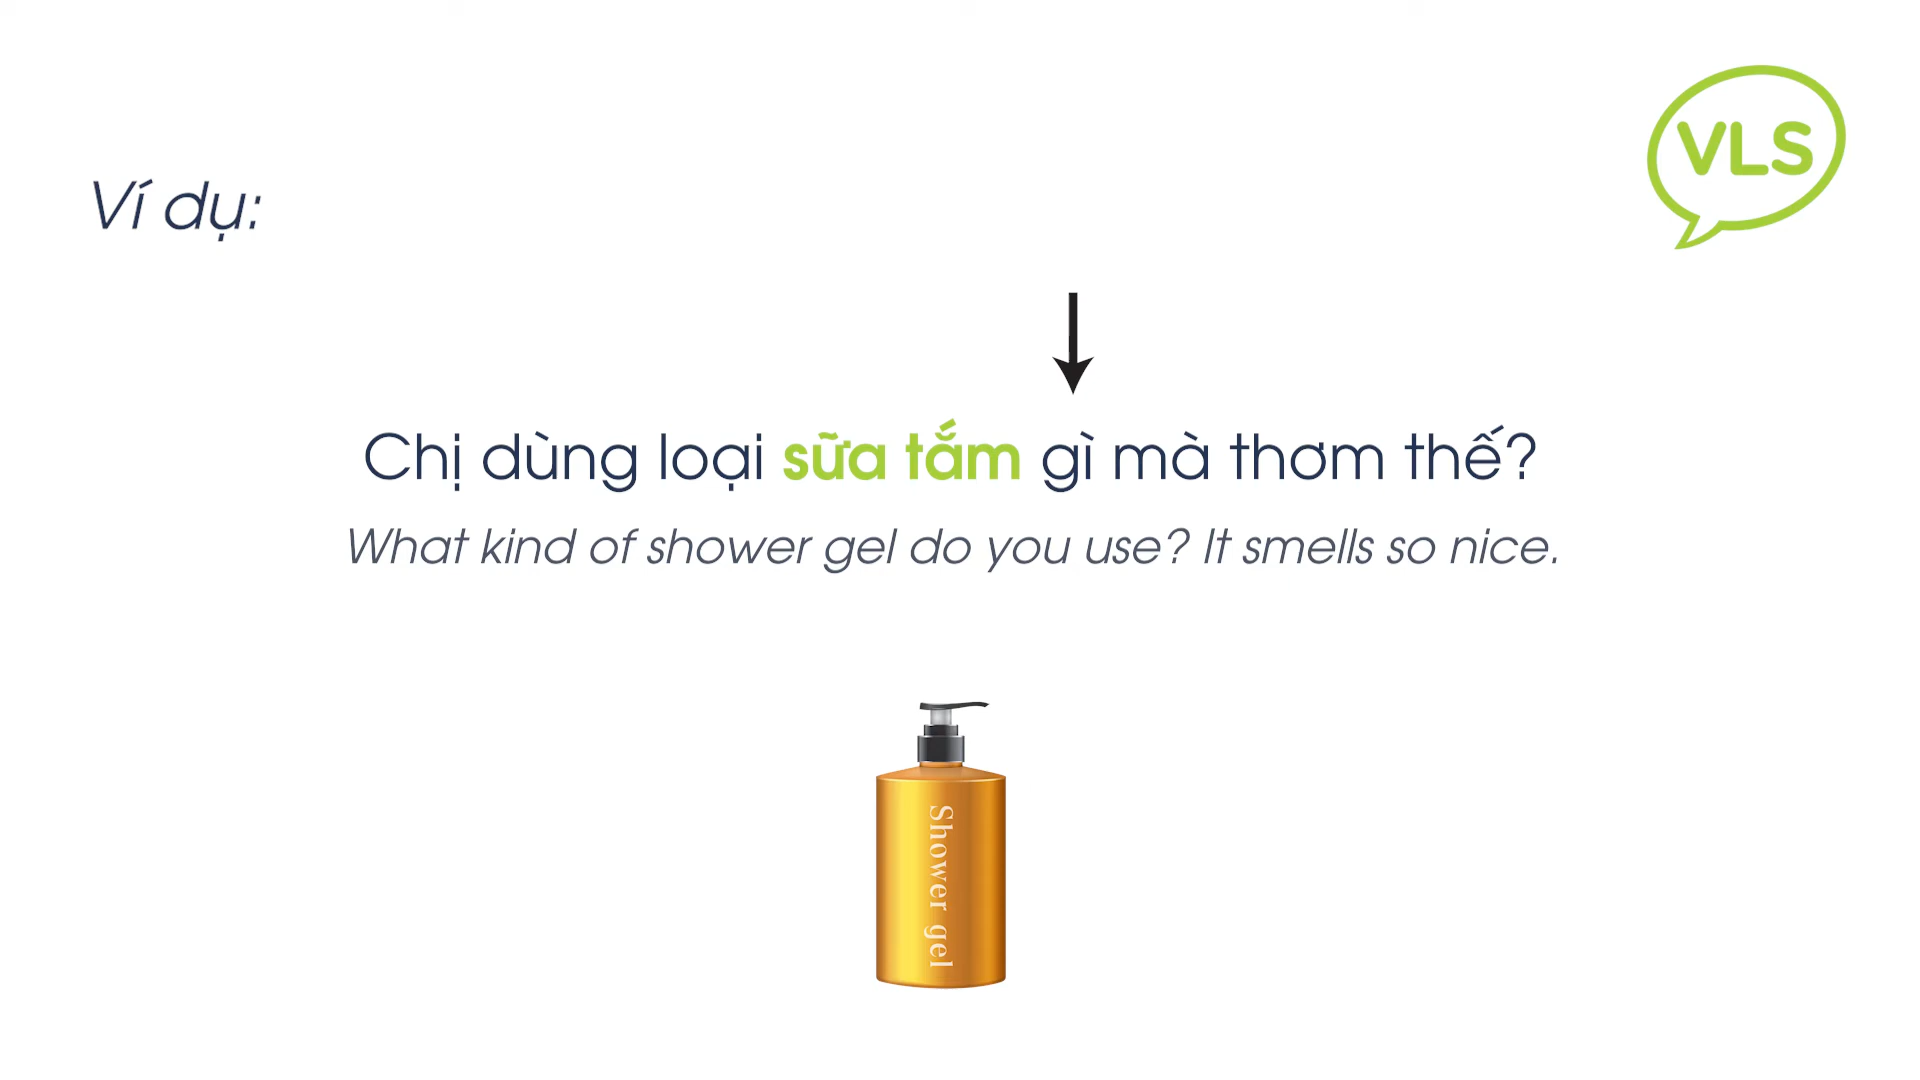 VLS
Ví dụ:
Chị dùng loại sữa tắm gì mà thơm thế?
What kind of shower gel do you use? It smells so nice.
Shower gel